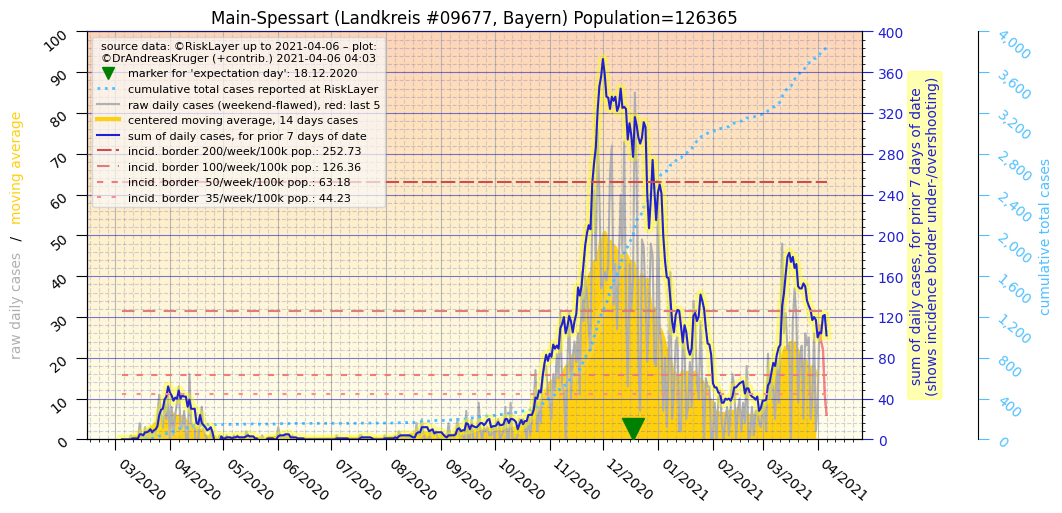 Main-Spessart (Landkreis #09677, Bayern) Population=126365
source data: ©RiskLayer up to 2021-04-06 – plot:
©DrAndreasKruger (+contrib.) 2021-04-06 04:03
marker for 'expectation day': 18.12.2020
cumulative total cases reported at RiskLayer
raw daily cases (weekend-flawed), red: last 5
centered moving average, 14 days cases
sum of daily cases, for prior 7 days of date
incid. border 200/week/100k pop.: 252.73
incid. border 100/week/100k pop.: 126.36
incid. border  50/week/100k pop.: 63.18
incid. border  35/week/100k pop.: 44.23
raw daily cases   /   moving average
100
90
80
70
60
50
40
30
20
10
0
03/2020
04/2020
05/2020
06/2020
07/2020
08/2020
09/2020
10/2020
11/2020
12/2020
01/2021
02/2021
03/2021
04/2021
400
360
320
280
240
200
160
120
80
40
0
sum of daily cases, for prior 7 days of date
(shows incidence border under-/overshooting)
4,000
3,600
3,200
2,800
2,400
2,000
1,600
1,200
800
400
0
cumulative total cases